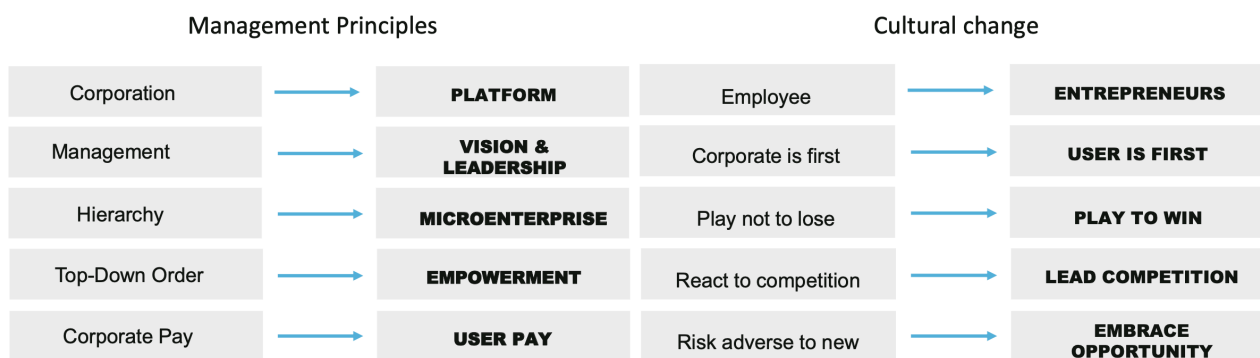 Management Principles
Cultural change
Corporation
PLATFORM
Employee
ENTREPRENEURS
Management
VISION &
LEADERSHIP
Corporate is first
USER IS FIRST
Hierarchy
MICROENTERPRISE
Play not to lose
PLAY TO WIN
Top-Down Order
EMPOWERMENT
React to competition
LEAD COMPETITION
Corporate Pay
USER PAY
Risk adverse to new
EMBRACE
OPPORTUNITY